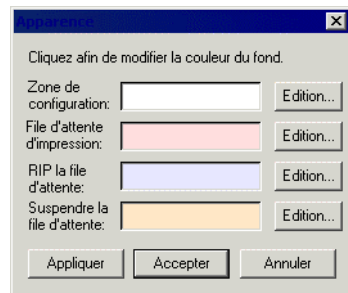 Apparence
Cliquez afin de modifier la couleur du fond.
Zone de
configuration:
Edition...
File d'attente
d'impression:
Edition...
RIP la file
d'attente:
Edition...
Suspendre la
file d'attente:
Edition...
Appliquer
Accepter
Annuler